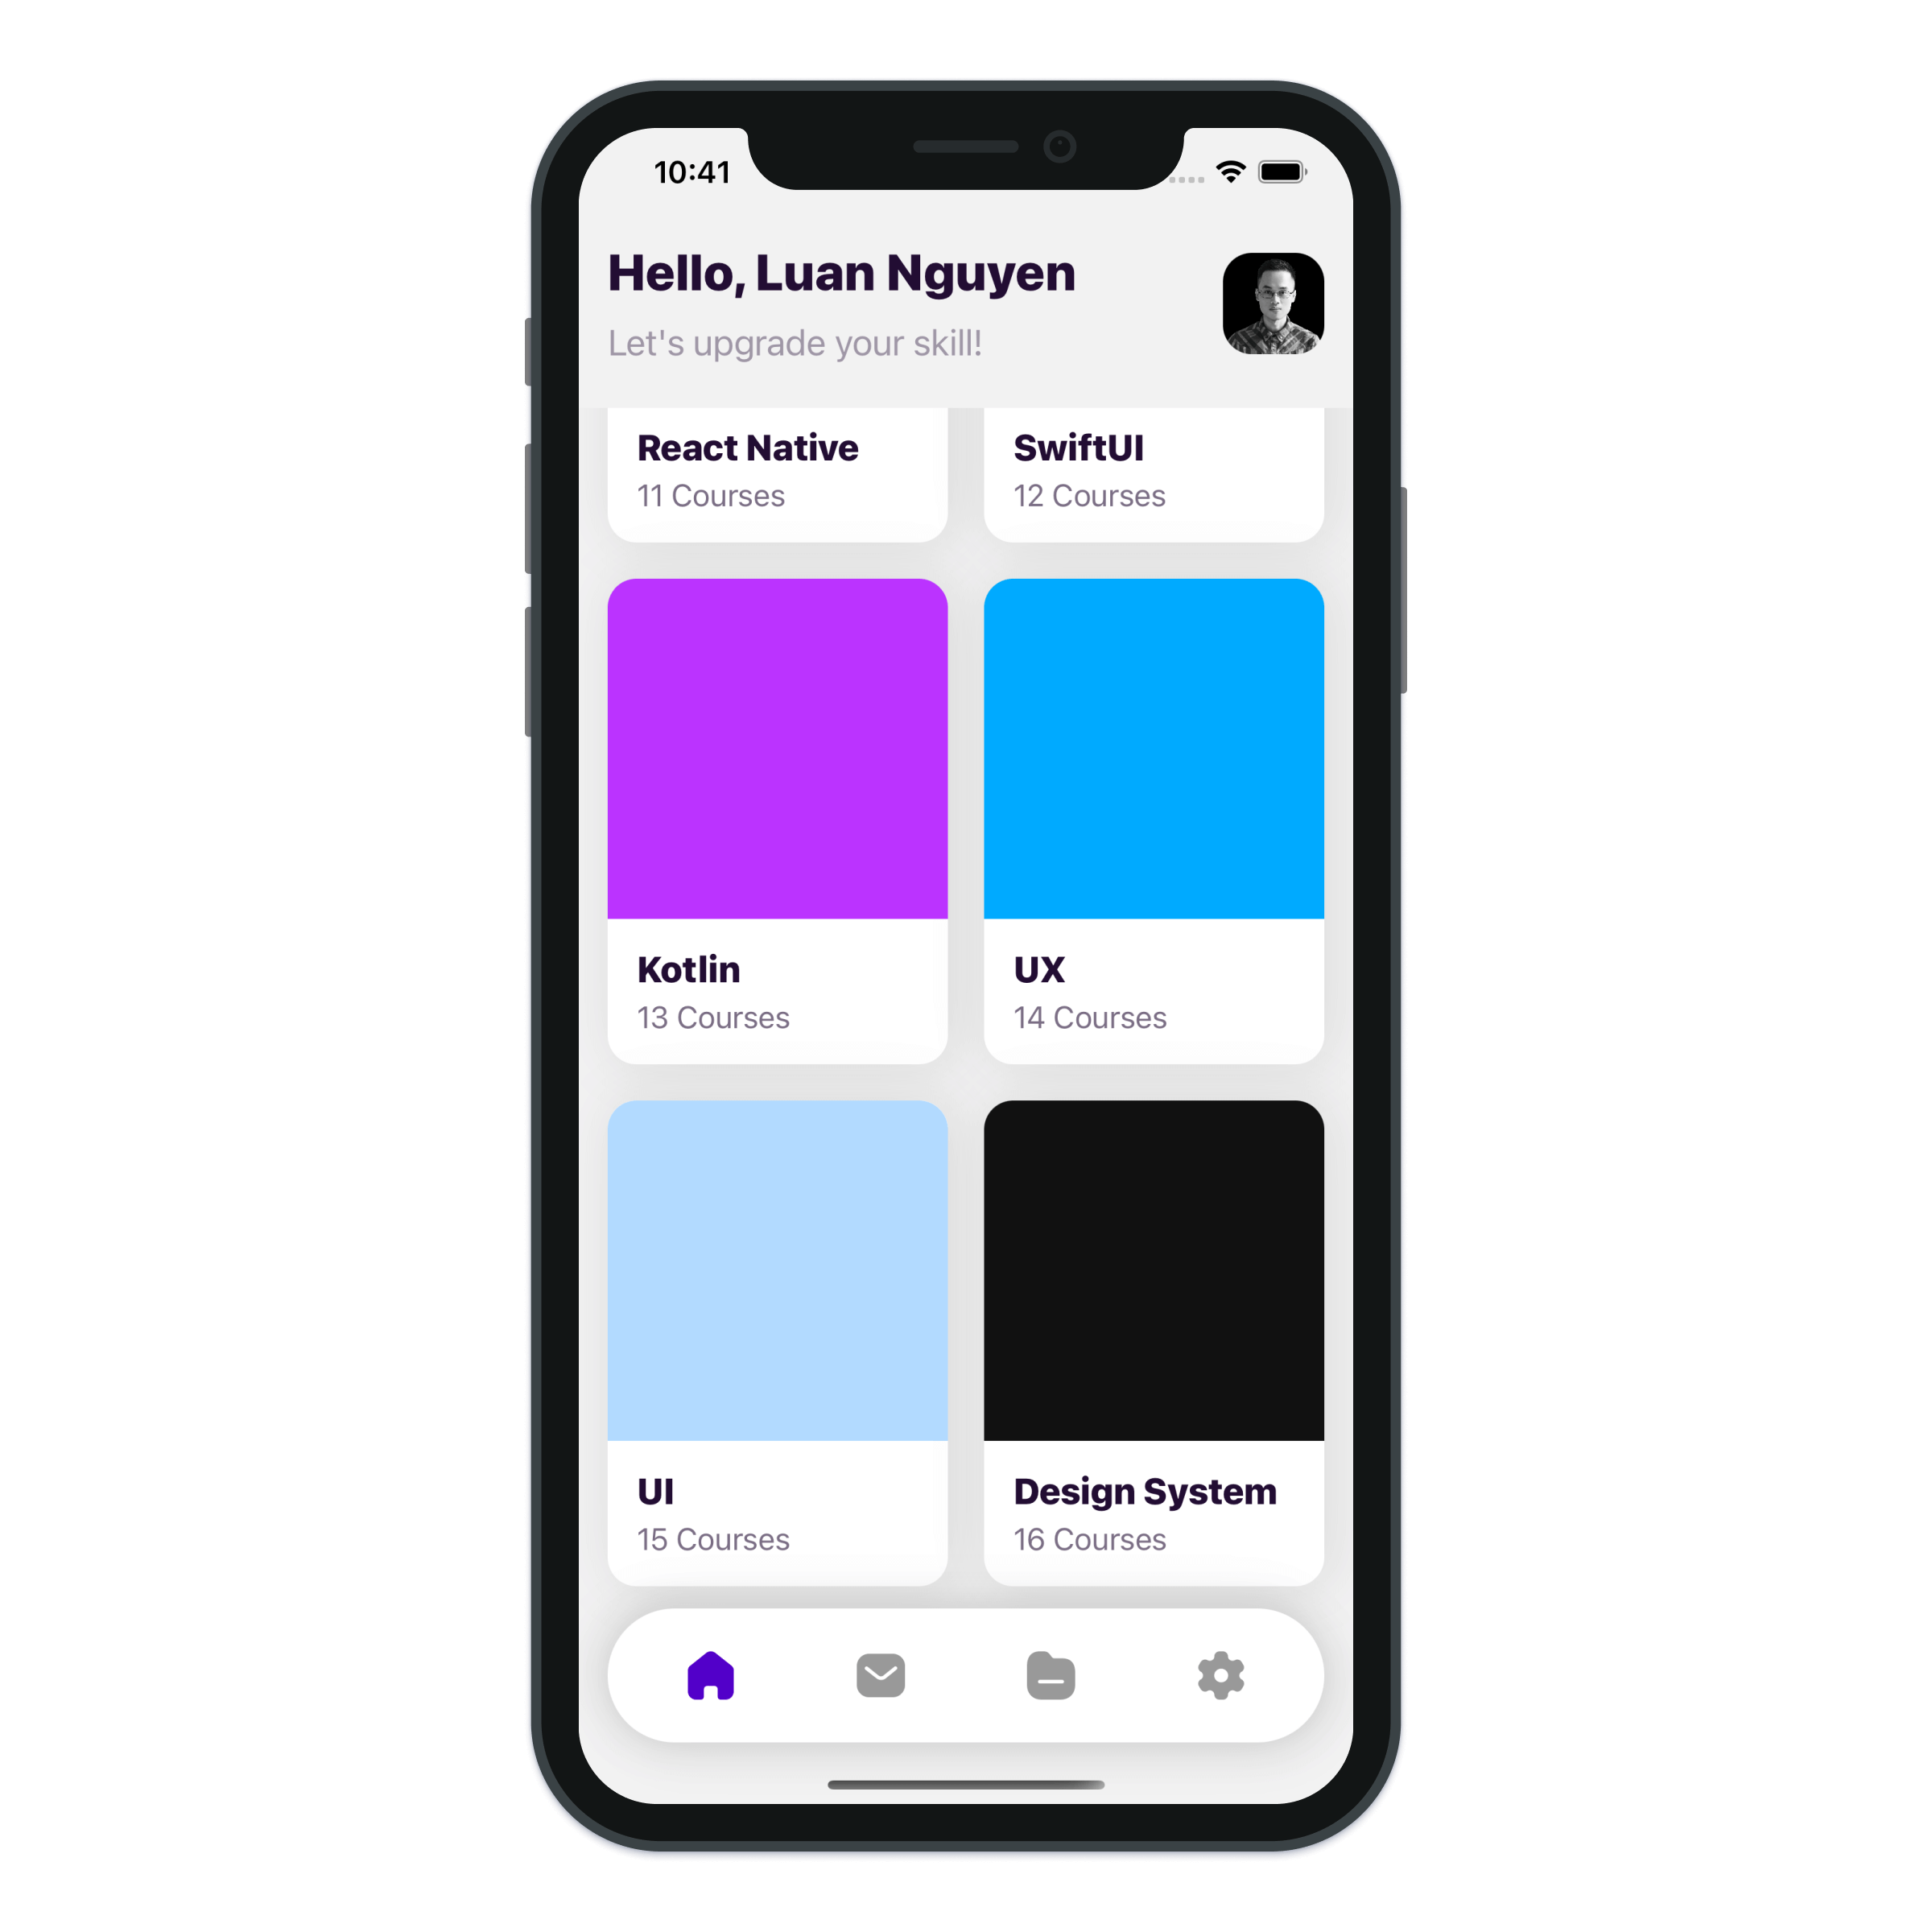 10:41
Hello, Luan Nguyen
Let's upgrade your skill!
React Native
11 Courses
SwiftUI
12 Courses
Kotlin
13 Courses
UX
14 Courses
UI
15 Courses
Design System
16 Courses